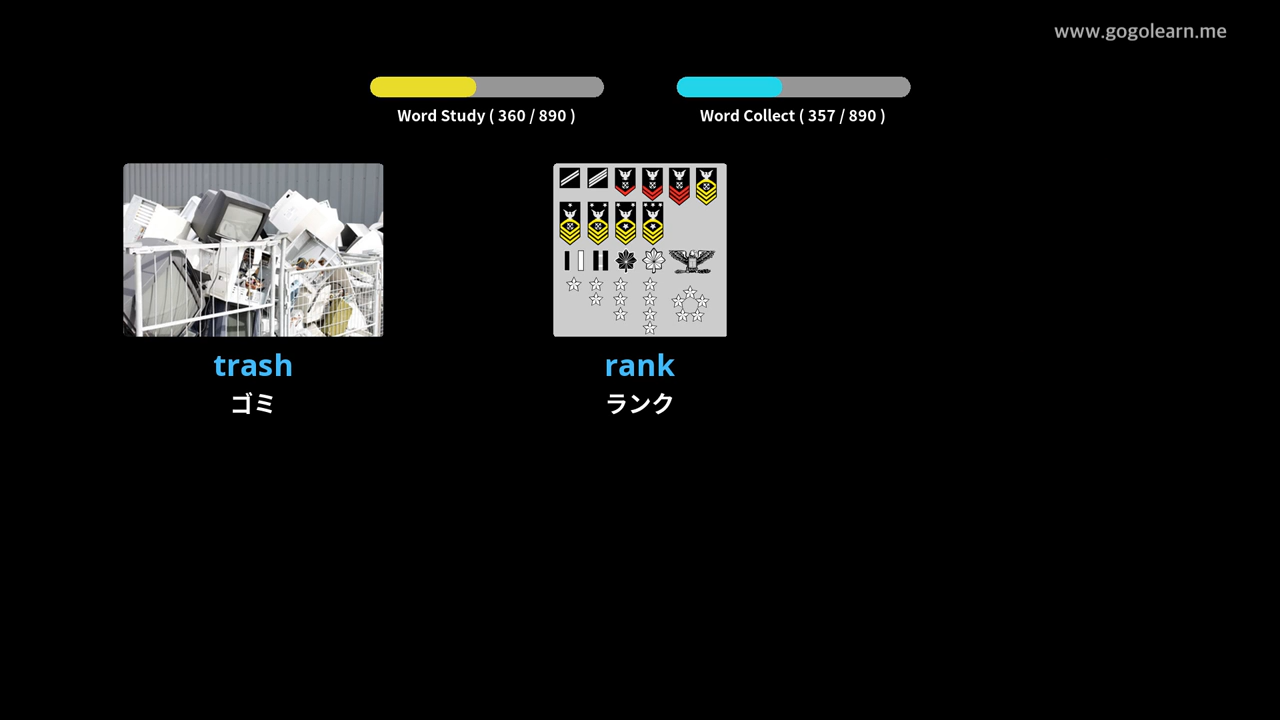 www.gogolearn.me
Word Study ( 360 / 890 )
Word Collect ( 357 / 890 )
trash
ゴミ
rank
ランク